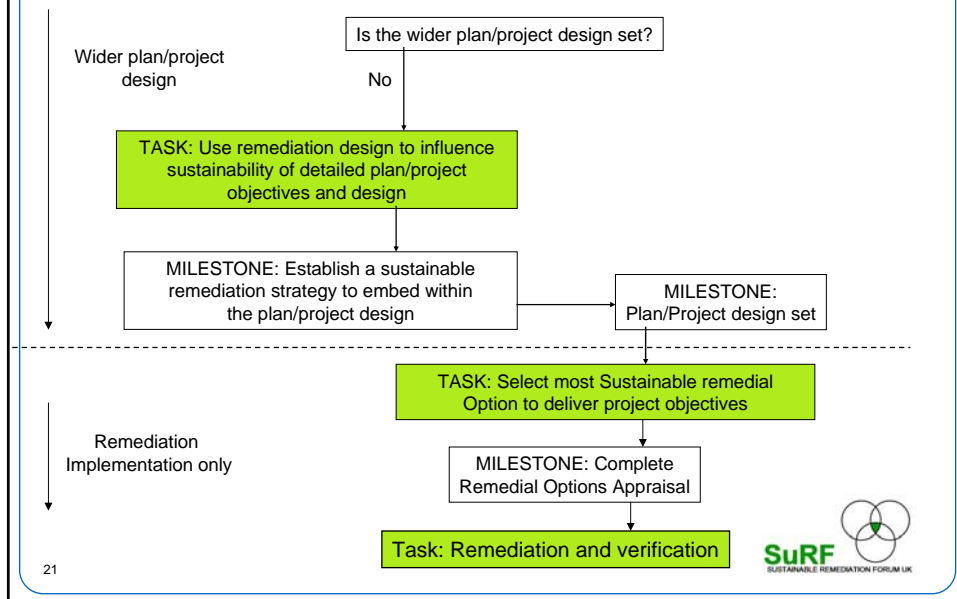 Is the wider plan/project design set?
Wider plan/project
design
No
TASK: Use remediation design to influence
sustainability of detailed plan/project
objectives and design
MILESTONE: Establish a sustainable
remediation strategy to embed within
the plan/project design
MILESTONE:
Plan/Project design set
TASK: Select most Sustainable remedial
Option to deliver project objectives
Remediation
Implementation only
MILESTONE: Complete
Remedial Options Appraisal
Task: Remediation and verification
21
SuRF
SUSTAINABLE REMEDIATION FORUM UK